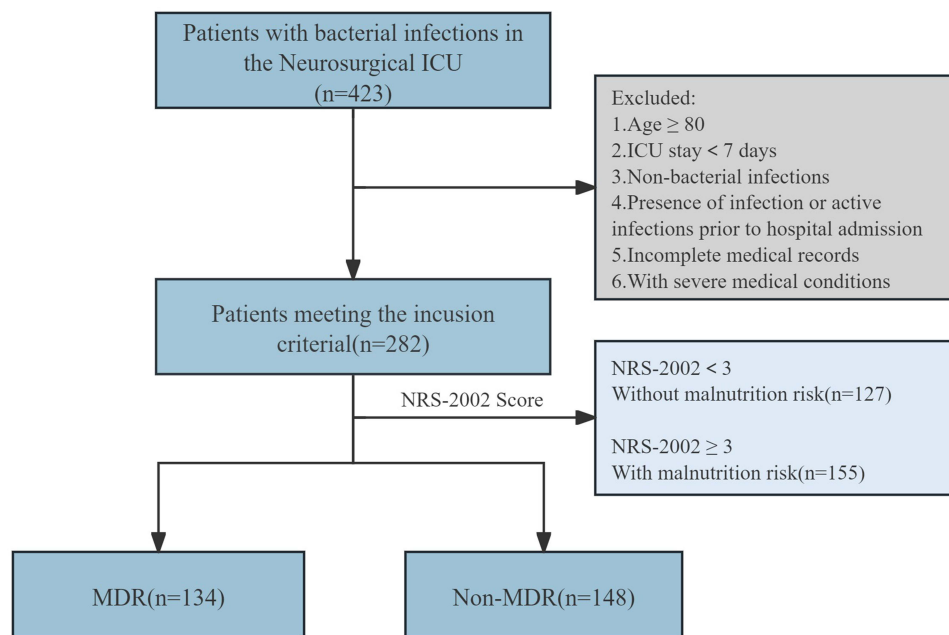 Patients with bacterial infections in
the Neurosurgical ICU
(n=423)
Excluded:
1.Age ≥ 80
2.ICU stay < 7 days
3.Non-bacterial infections
4.Presence of infection or active
infections prior to hospital admission
5.Incomplete medical records
6.With severe medical conditions
Patients meeting the incusion
criterial(n=282)
NRS-2002 Score
NRS-2002 < 3
Without malnutrition risk(n=127)
NRS-2002 ≥ 3
With malnutrition risk(n=155)
MDR(n=134)
Non-MDR(n=148)